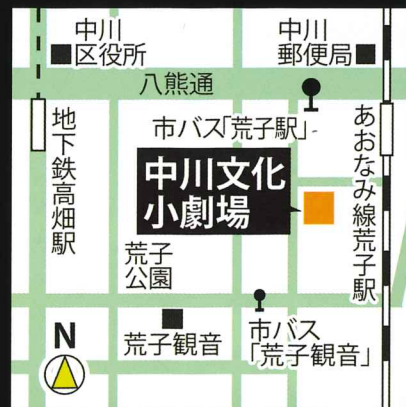 中川
区役所
中川
郵便局
八熊通
市バス「荒子駅」
地下鉄高畑駅
あおなみ線荒子駅
中川文化
小劇場
荒子
公園
荒子観音
市バス
「荒子観音」
N